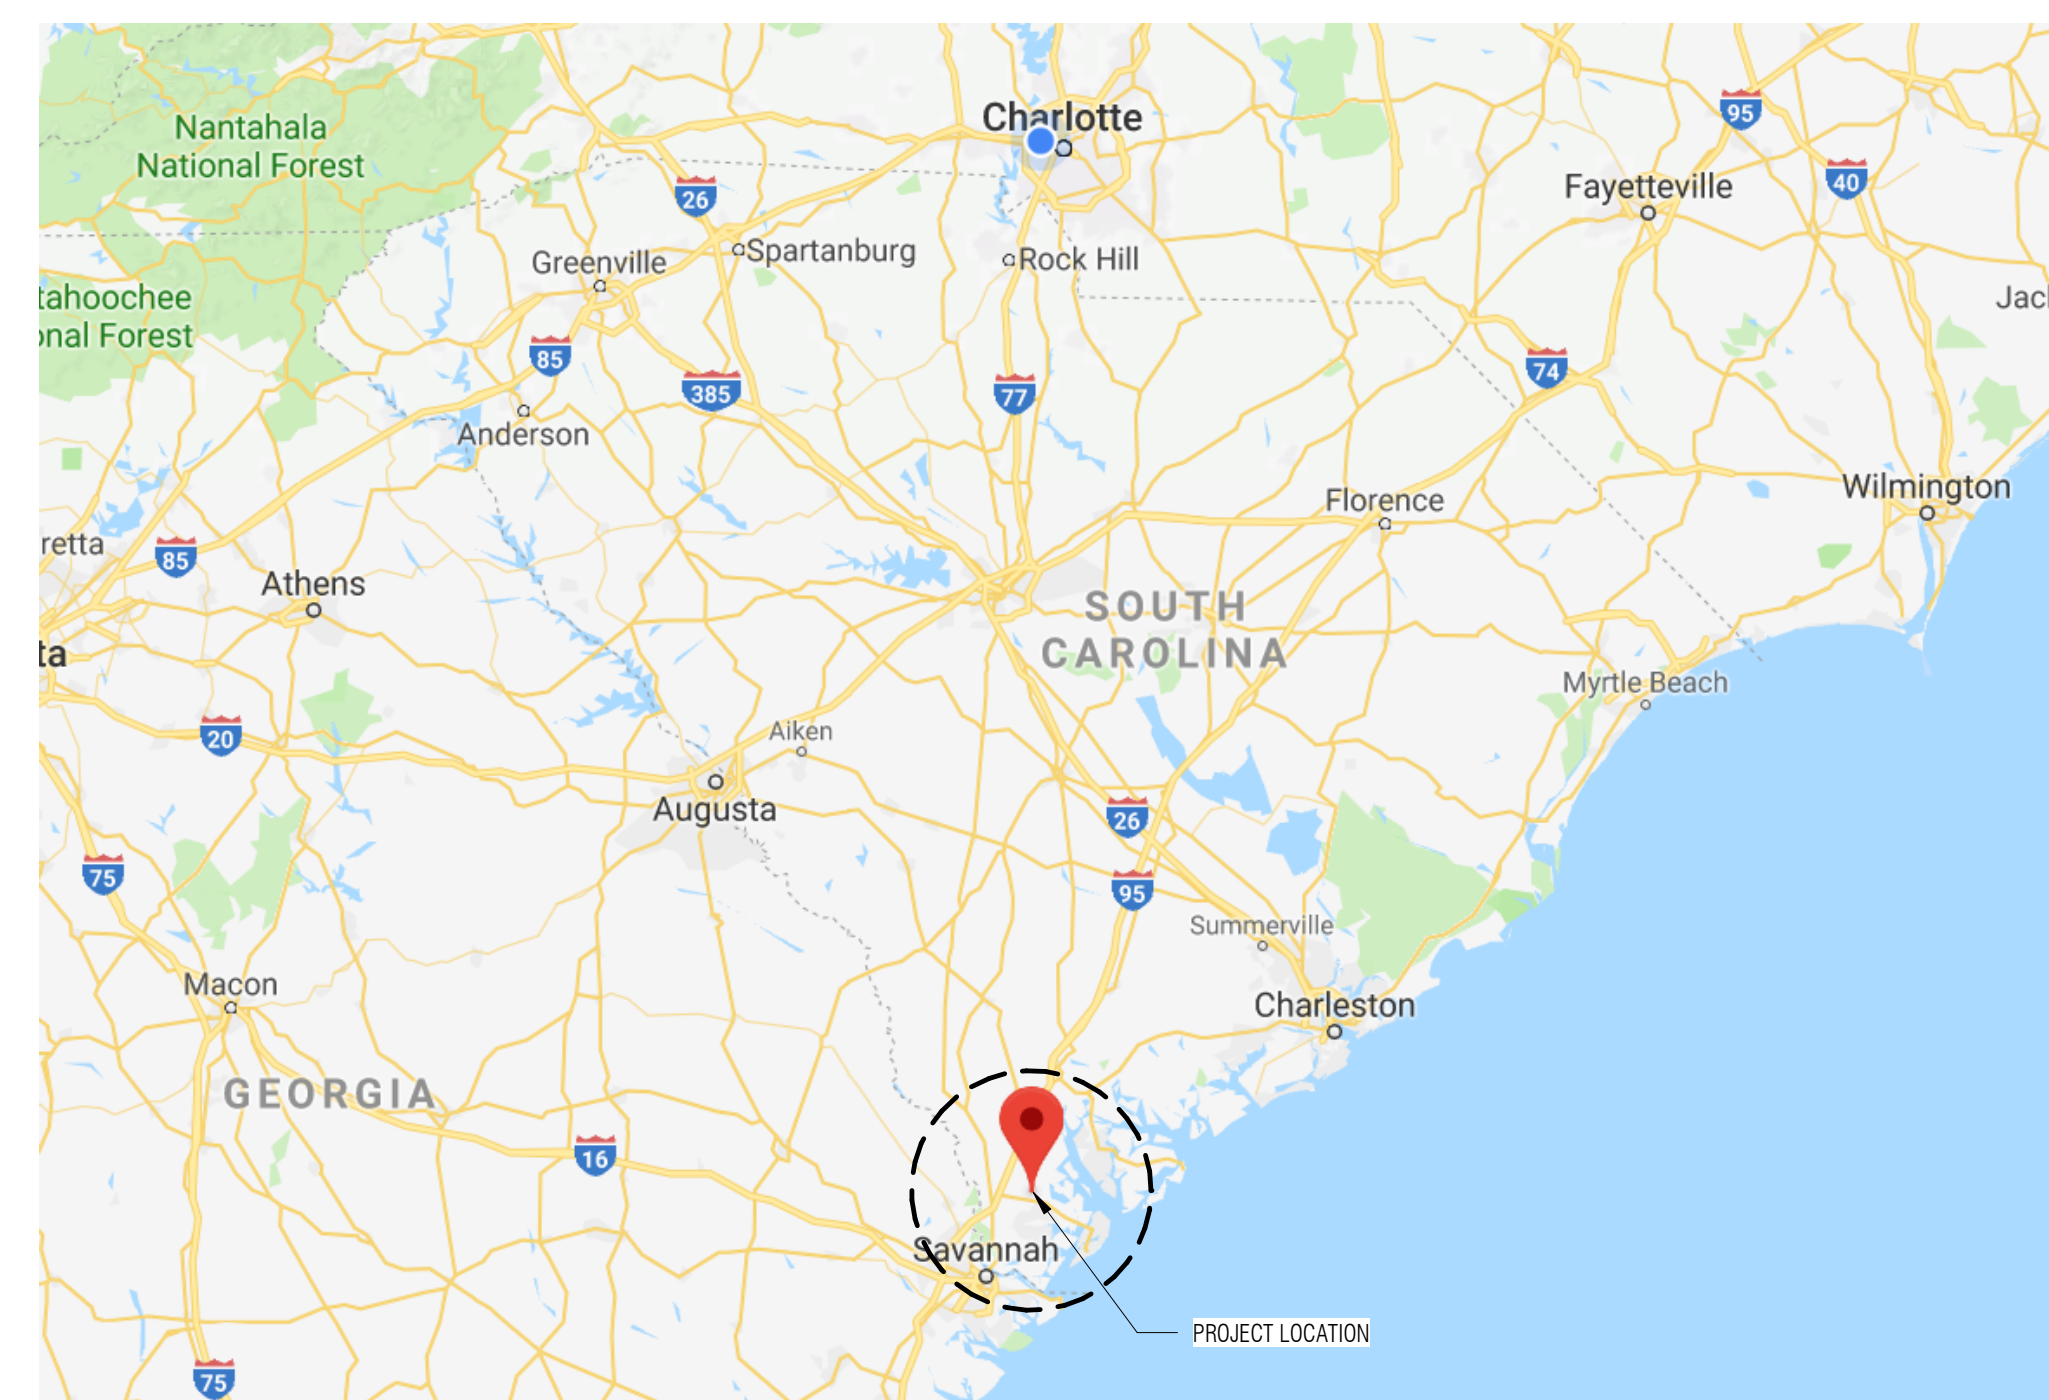 Charlotte
95
Nantahala
National Forest
40
Fayetteville
26
Spartanburg
Greenville
Rock Hill
tahoochee
onal Forest
Jacl
85
74
385
77
Anderson
Wilmington
Florence
retta
85
Athens
SOUTH
CAROLINA
ta
Myrtle Beach
20
Aiken
Augusta
26
75
95
Summerville
Macon
Charleston
GEORGIA
16
Savannah
PROJECT LOCATION
75